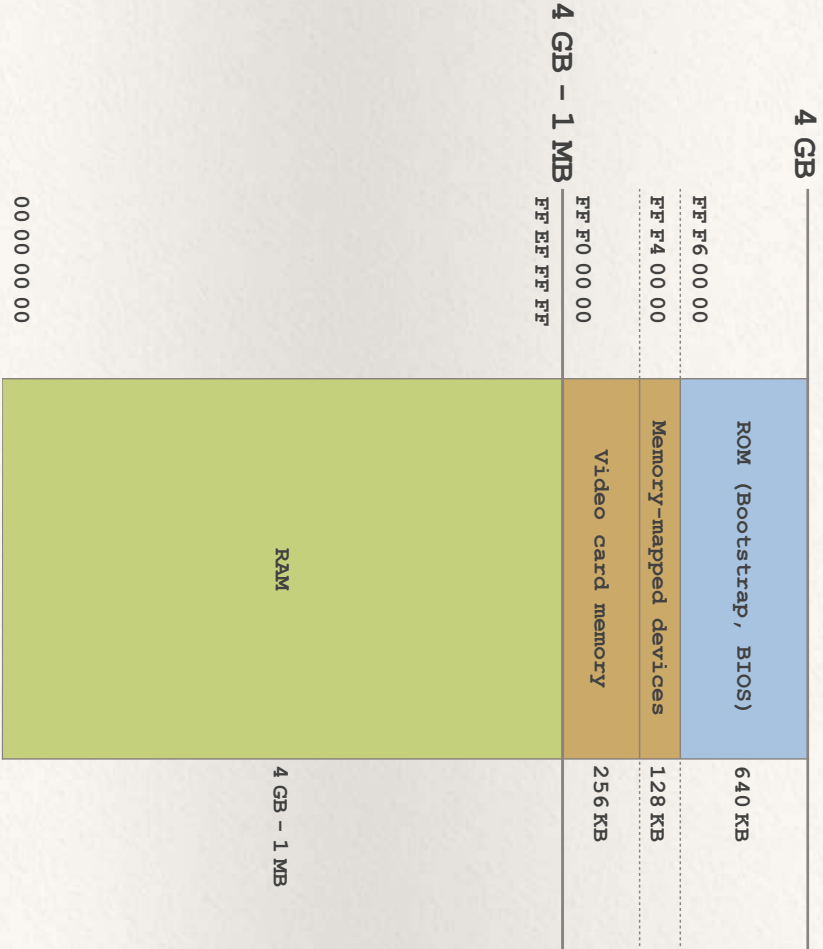 4 GB
FF F6 00 00
ROM (Bootstrap, BIOS)
640 KB
FF F4 00 00
Memory-mapped devices
128 KB
4 GB - 1 MB
FF F0 00 00
Video card memory
256 KB
FF EF FF FF
RAM
4 GB - 1 MB
00 00 00 00